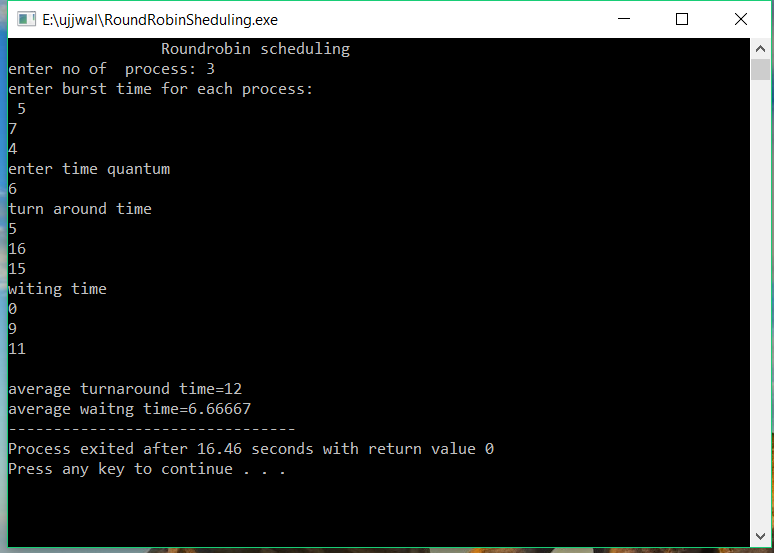 E:\ujjwal\RoundRobinSheduling.exe
Roundrobin scheduling
enter no of  process: 3
enter burst time for each process:
 5
7
4
enter time quantum
6
turn around time
5
16
15
witing time
0
9
11

average turnaround time=12
average waitng time=6.66667
--------------------------------
Process exited after 16.46 seconds with return value 0
Press any key to continue . . .